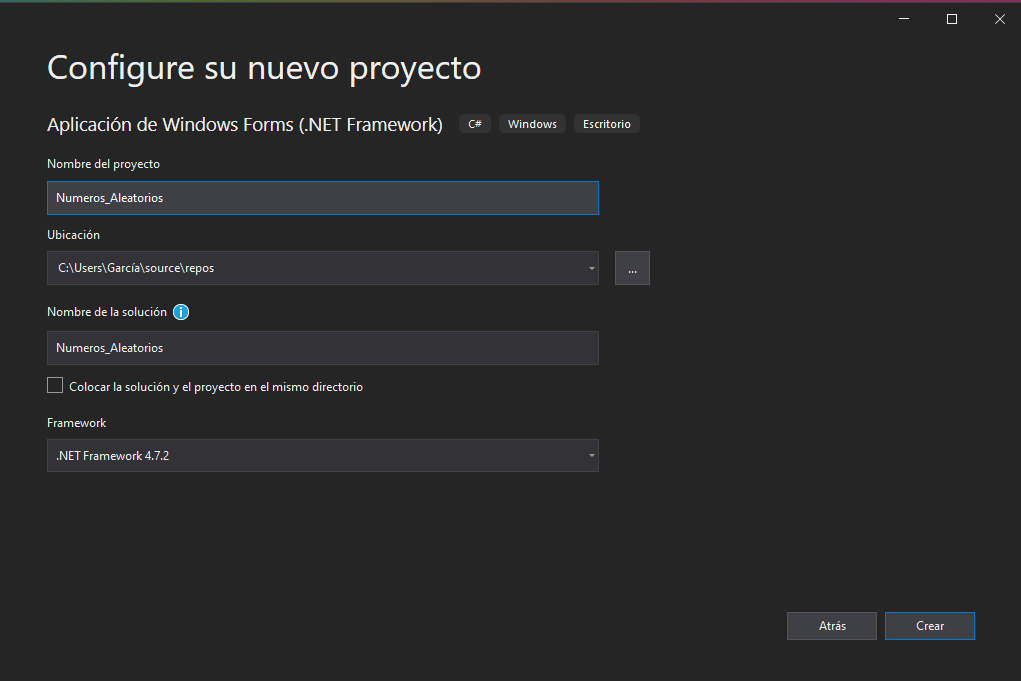 Configure su nuevo proyecto
Aplicación de Windows Forms (.NET Framework) C# Windows Escritorio
Nombre del proyecto
Numeros_Aleatorios
Ubicación
C:\Users\García\source\repos
...
Nombre de la solución
Numeros_Aleatorios
Colocar la solución y el proyecto en el mismo directorio
Framework
.NET Framework 4.7.2
Atrás Crear